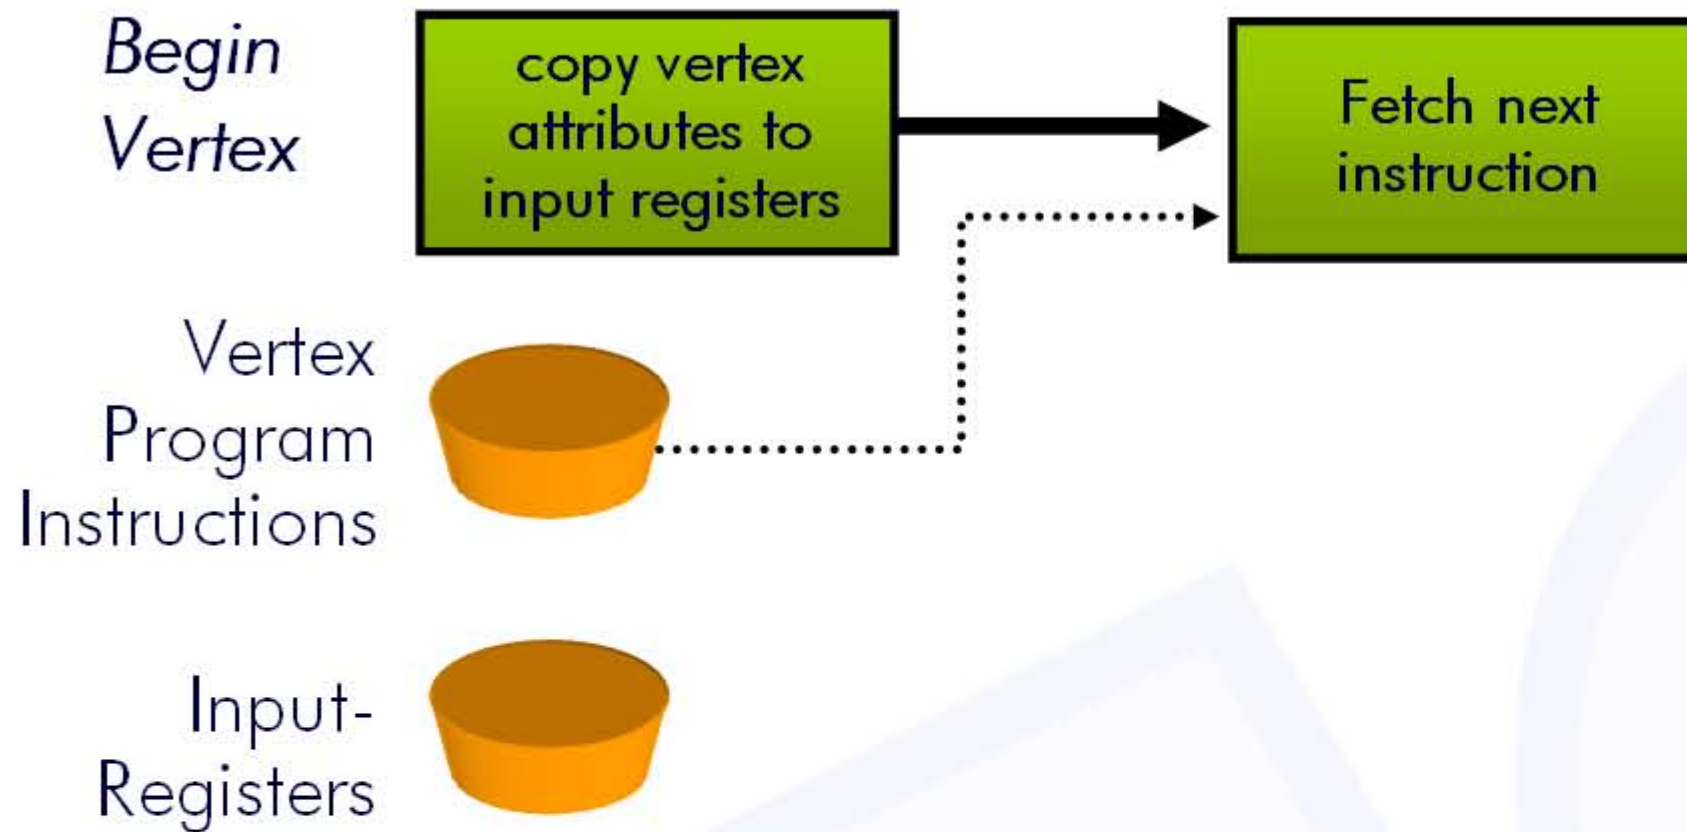 Begin
Vertex
copy vertex
attributes to
input registers
Fetch next
instruction
Vertex
Program
Instructions
Input-
Registers